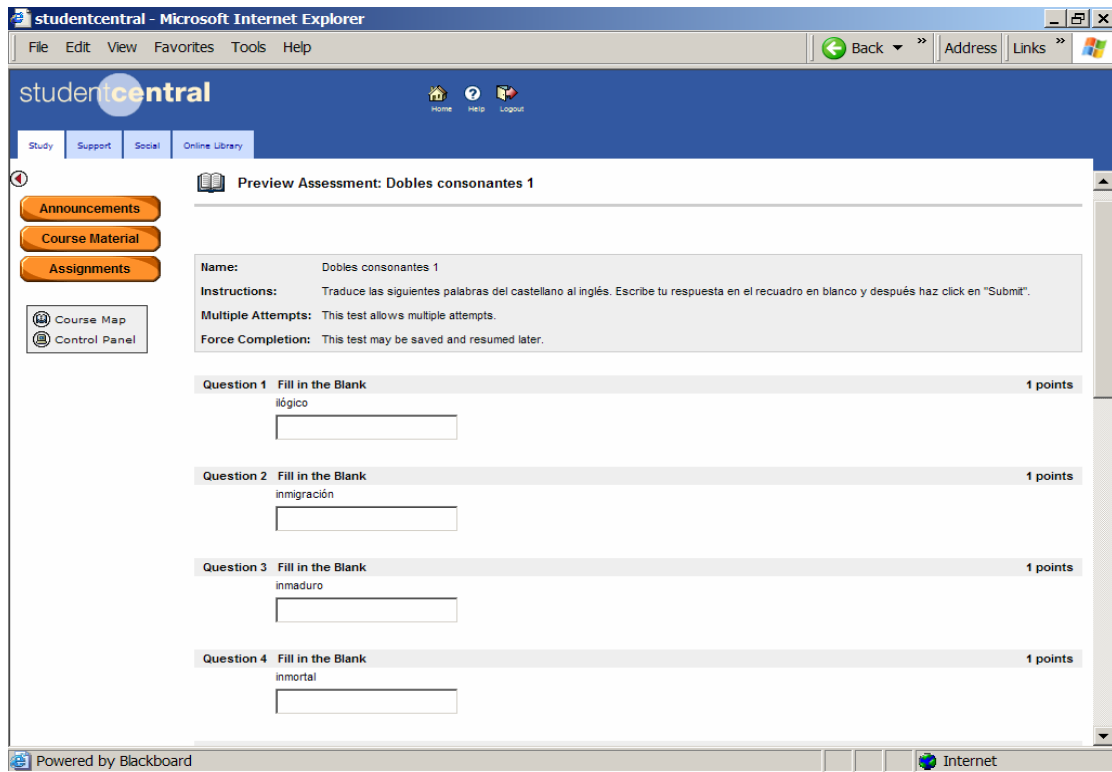 studentcentral - Microsoft Internet Explorer
File Edit View Favorites Tools Help
Back » Address Links »
studentcentral
Home Help Logout
Study Support Social Online Library
Preview Assessment: Dobles consonantes 1
Announcements
Course Material
Assignments
Course Map
Control Panel
Name: Dobles consonantes 1
Instructions: Traduce las siguientes palabras del castellano al inglés. Escribe tu respuesta en el recuadro en blanco y después haz click en "Submit".
Multiple Attempts: This test allows multiple attempts.
Force Completion: This test may be saved and resumed later.
Question 1 Fill in the Blank 1 points
ilógico
Question 2 Fill in the Blank 1 points
inmigración
Question 3 Fill in the Blank 1 points
inmaduro
Question 4 Fill in the Blank 1 points
inmortal
Powered by Blackboard
Internet